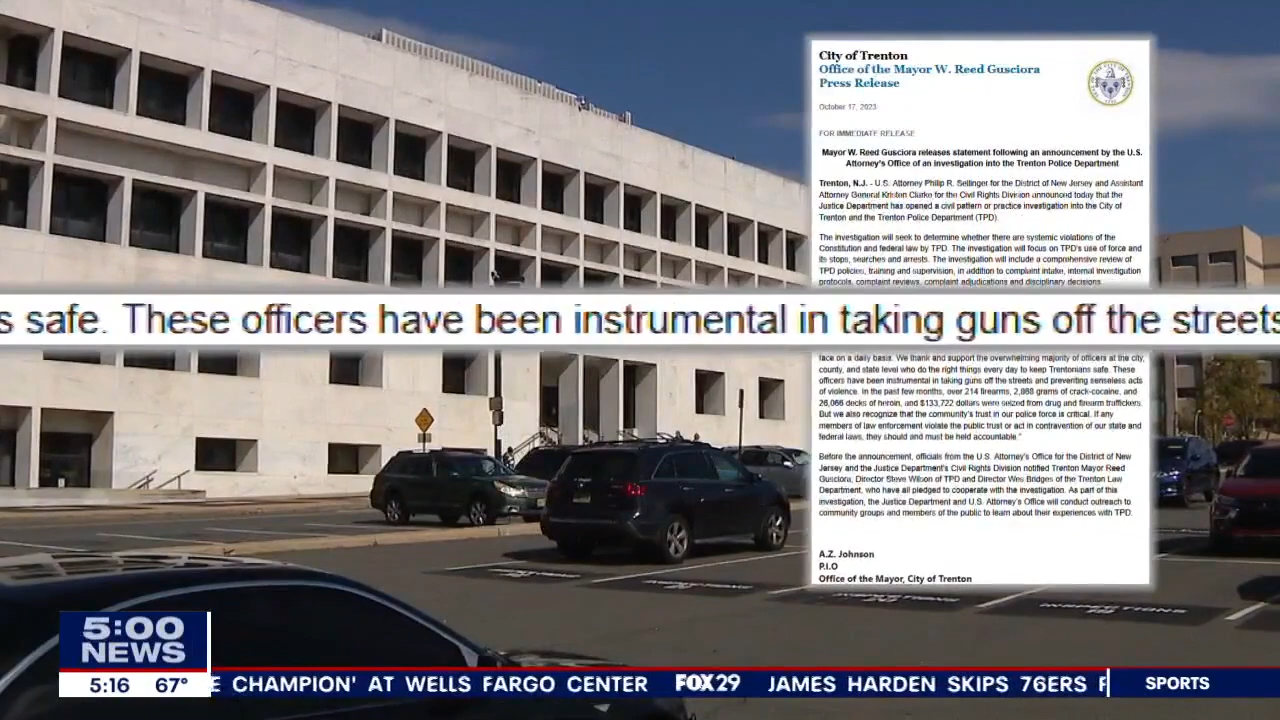 City of Trenton
Office of the Mayor W. Reed Gusciora
Press Release
October 17, 2023
FOR IMMEDIATE RELEASE
Mayor W. Reed Gusciora releases statement following an announcement by the U.S.
Attorney's Office of an investigation into the Trenton Police Department
Trenton, N.J. - U.S. Attorney Philip R. Sellinger for the District of New Jersey and Assistant
Attorney General Kristen Clarke for the Civil Rights Division announced today that the
Justice Department has opened a civil pattern or practice investigation into the City of
Trenton and the Trenton Police Department (TPD).
The investigation will seek to determine whether there are systemic violations of the
Constitution and federal law by TPD. The investigation will focus on TPD's use of force and
its stops, searches and arrests. The investigation will include a comprehensive review of
TPD policies, training and supervision, in addition to complaint intake, internal investigation
protocols, complaint reviews, complaint adjudications and disciplinary decisions.
s safe. These officers have been instrumental in taking guns off the streets
face on a daily basis. We thank and support the overwhelming majority of officers at the city,
county, and state level who do the right things every day to keep Trentonians safe. These
officers have been instrumental in taking guns off the streets and preventing senseless acts
of violence. In the past few months, over 214 firearms, 2,888 grams of crack-cocaine, and
26,066 decks of heroin, and $133,722 dollars were seized from drug and firearm traffickers.
But we also recognize that the community's trust in our police force is critical. If any
members of law enforcement violate the public trust or act in contravention of our state and
federal laws, they should and must be held accountable."
Before the announcement, officials from the U.S. Attorney's Office for the District of New
Jersey and the Justice Department's Civil Rights Division notified Trenton Mayor Reed
Gusciora, Director Steve Wilson of TPD and Director Wes Bridges of the Trenton Law
Department, who have all pledged to cooperate with the investigation. As part of this
investigation, the Justice Department and U.S. Attorney's Office will conduct outreach to
community groups and members of the public to learn about their experiences with TPD.
A.Z. Johnson
P.I.O
Office of the Mayor, City of Trenton
INSPECTIONS
5:00
NEWS
5:16 67°
E CHAMPION' AT WELLS FARGO CENTER FOX 29 JAMES HARDEN SKIPS 76ERS SPORTS